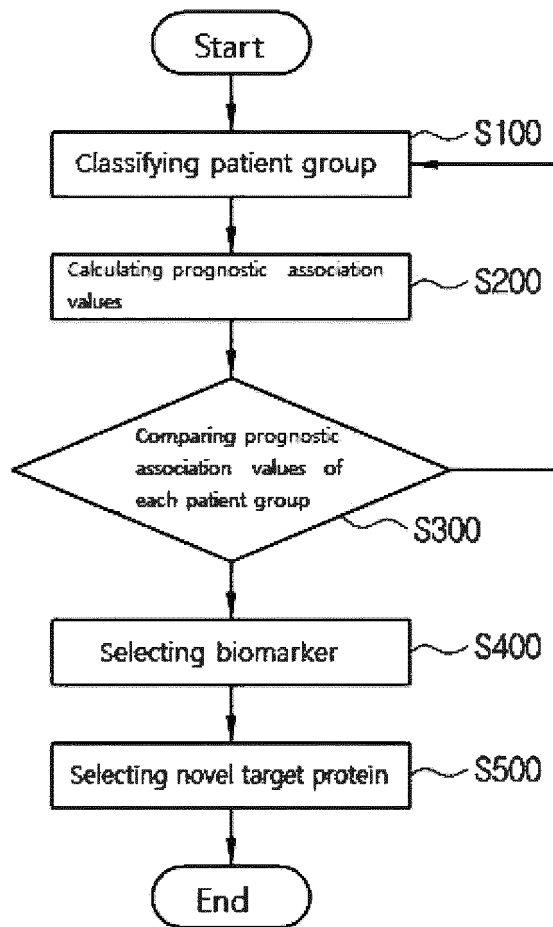 Start
S100
Classifying patient group
Calculating prognostic association
values
S200
Comparing prognostic
association values of
each patient group
S300
Selecting biomarker
S400
Selecting novel target protein
S500
End